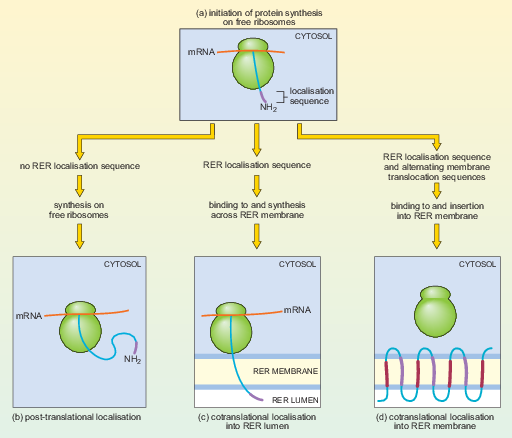 (a) initiation of protein synthesis
on free ribosomes
CYTOSOL
mRNA
localisation
sequence
NH2
no RER localisation sequence
synthesis on
free ribosomes
RER localisation sequence
binding to and synthesis
across RER membrane
RER localisation sequence
and alternating membrane
translocation sequences
binding to and insertion
into RER membrane
CYTOSOL
mRNA
NH2
(b) post-translational localisation
CYTOSOL
mRNA
RER MEMBRANE
RER LUMEN
(c) cotranslational localisation
into RER lumen
CYTOSOL
(d) cotranslational localisation
into RER membrane